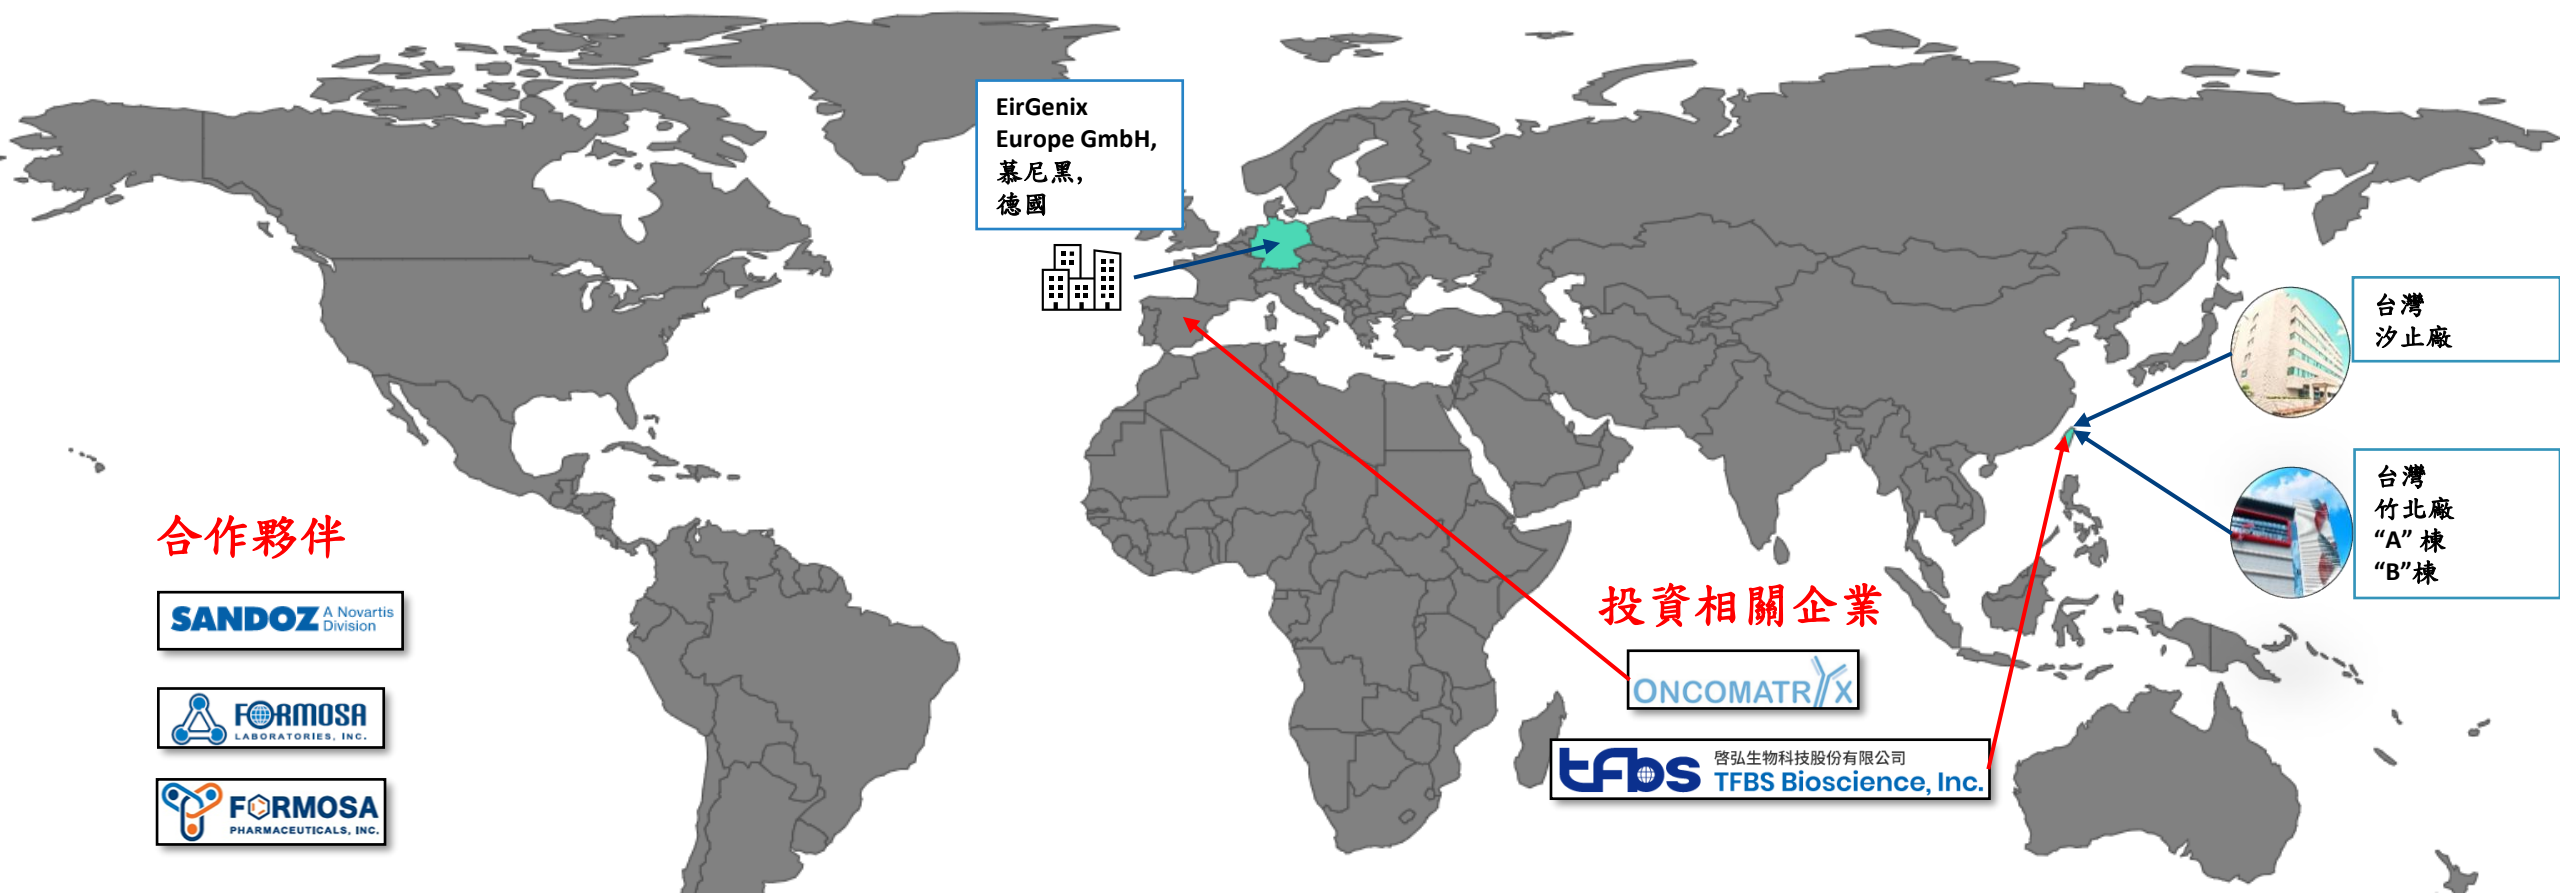 EirGenix
Europe GmbH,
慕尼黑,
德國
台灣
汐止廠
台灣
竹北廠
“A” 棟
“B”棟
合作夥伴
SANDOZ A Novartis
Division
FORMOSA
LABORATORIES, INC.
FORMOSA
PHARMACEUTICALS, INC.
投資相關企業
ONCOMATRYX
tfbs 啓弘生物科技股份有限公司
TFBS Bioscience, Inc.